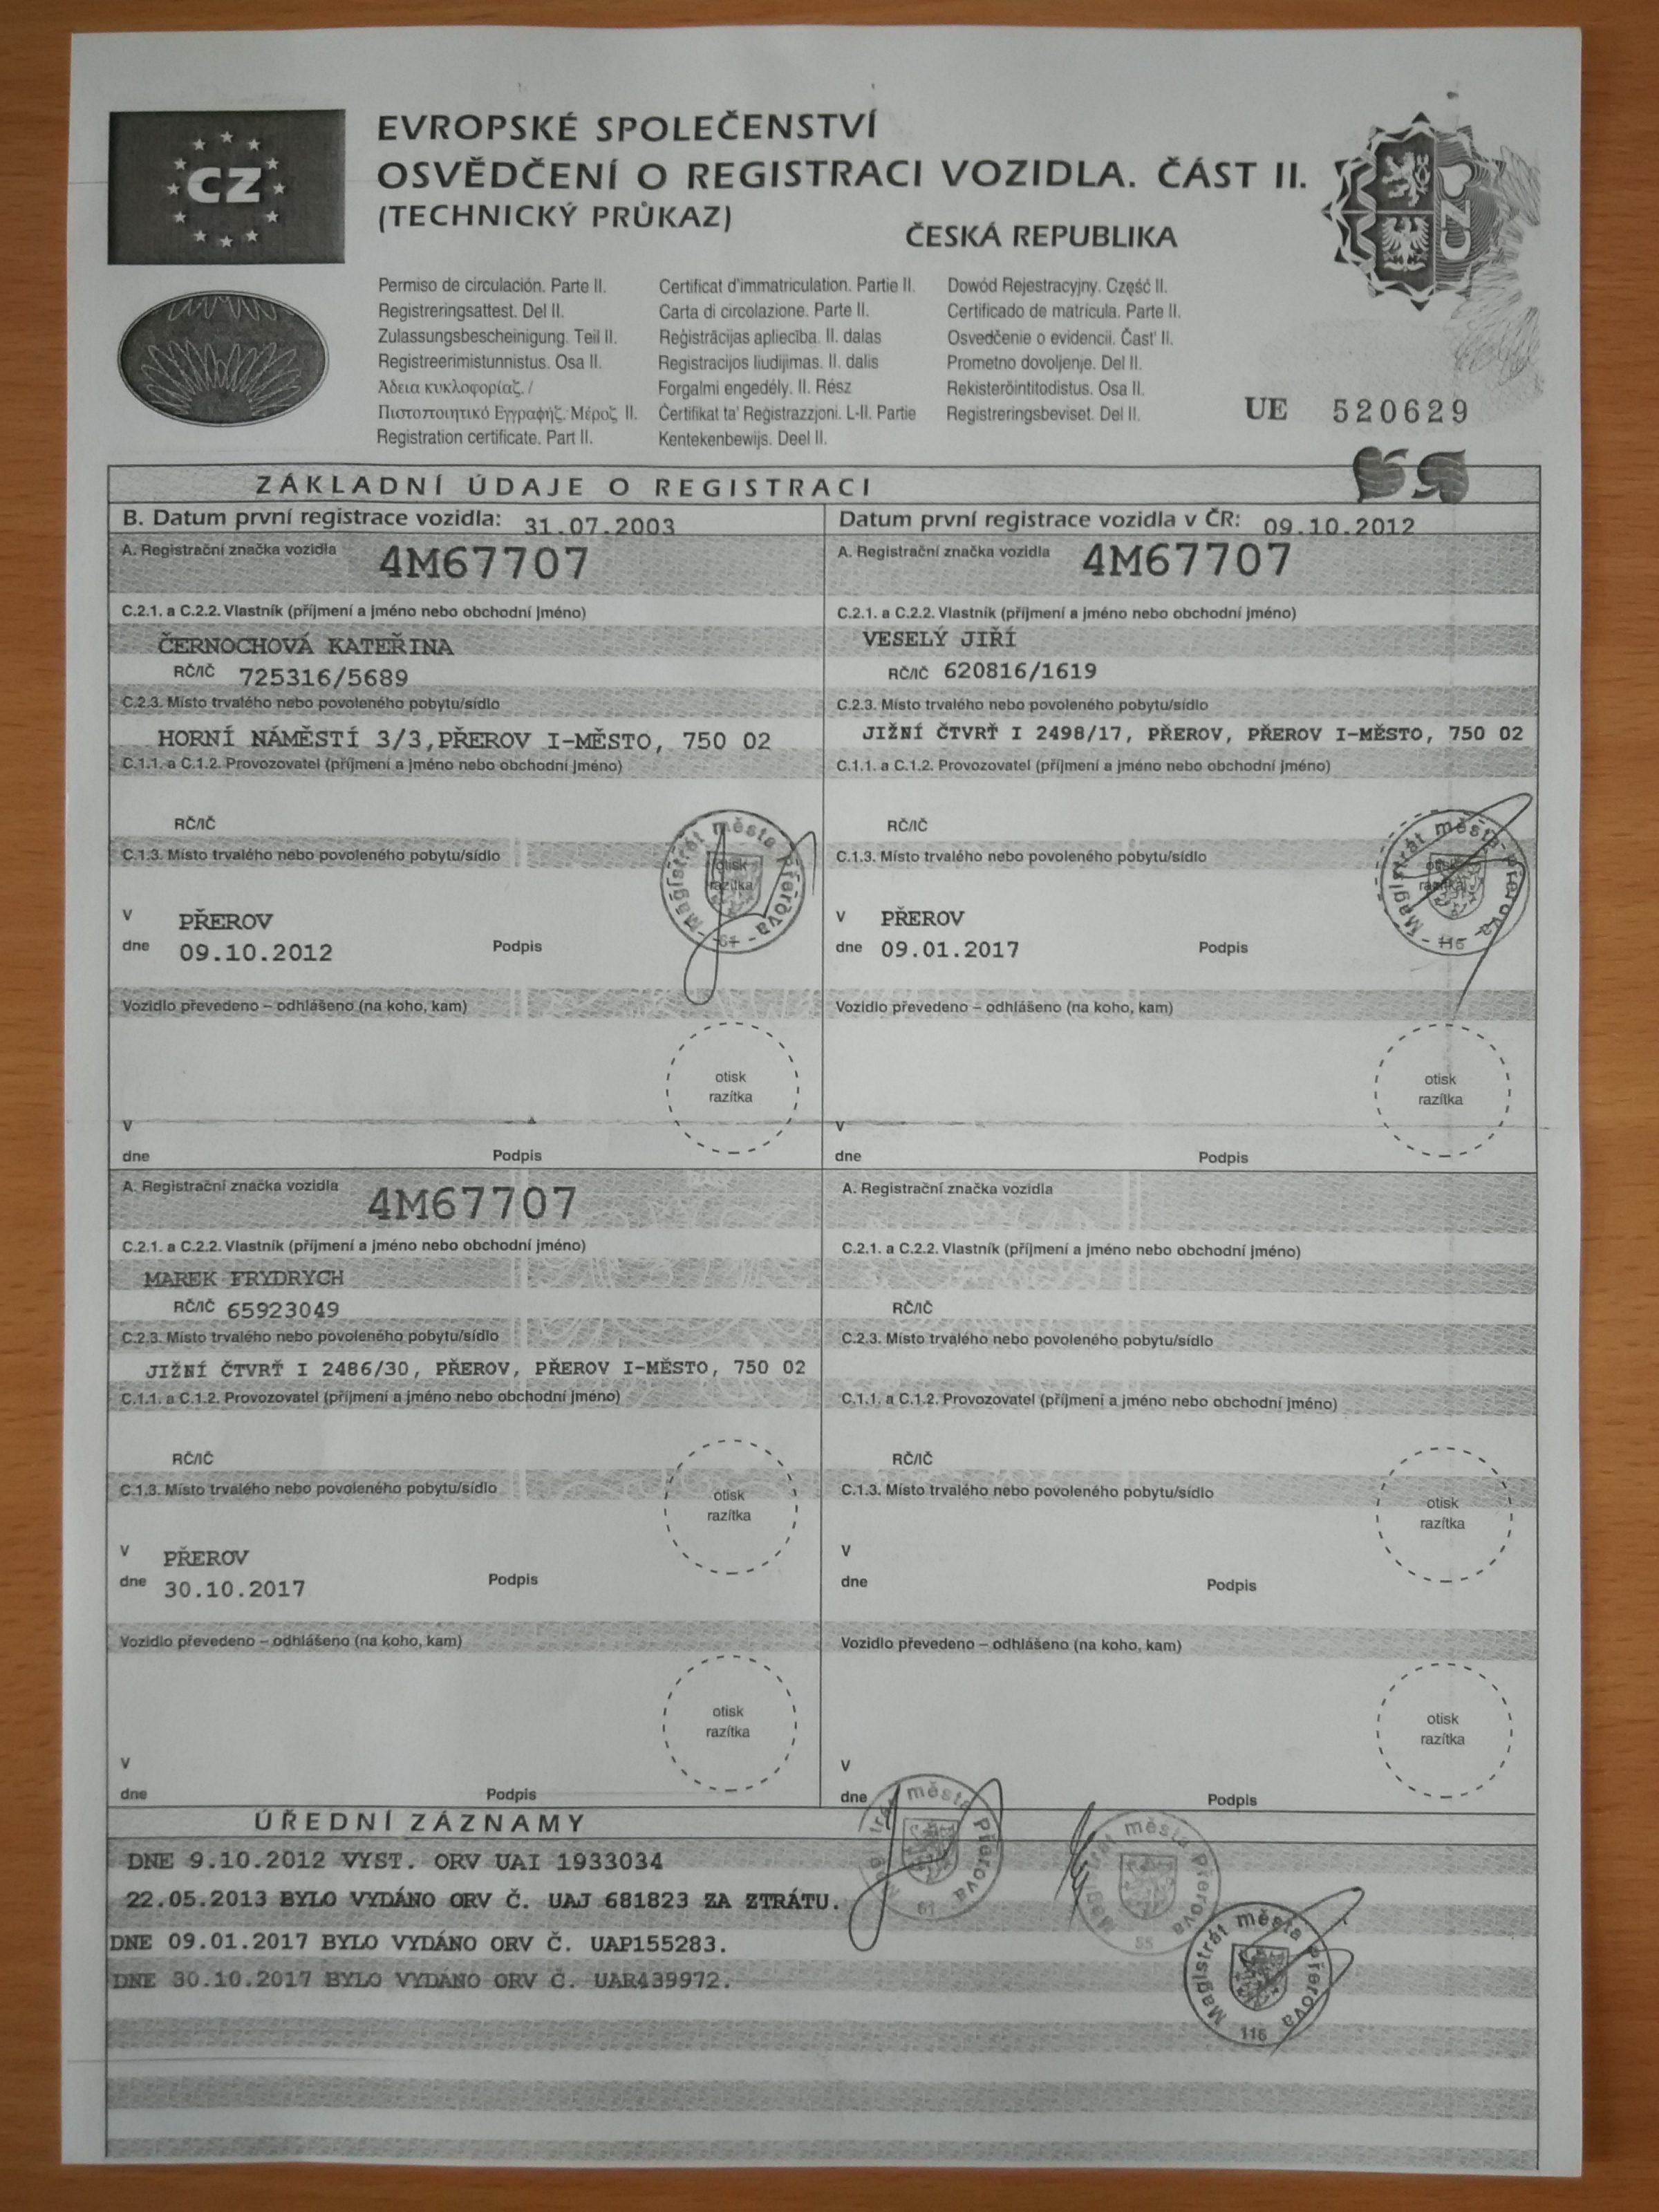 CZ
EVROPSKÉ SPOLEČENSTVÍ
OSVĚDČENÍ O REGISTRACI VOZIDLA. ČÁST II.
(TECHNICKÝ PRŮKAZ)
ČESKÁ REPUBLIKA
CZ
Permiso de circulación. Parte II.
Registreringsattest. Del II.
Zulassungsbescheinigung. Teil II.
Registreerimistunnistus. Osa II.
Άδεια κυκλοφορίας. /
Πιστοποιητικό Εγγραφής. Μέρος II.
Registration certificate. Part II.
Certificat d'immatriculation. Partie II.
Carta di circolazione. Parte II.
Reģistrācijas apliecība. II. dalas
Registracijos liudijimas. II. dalis
Forgalmi engedély. II. Rész
Čertifikat ta' Reģistrazzjoni. L-II. Partie
Kentekenbewijs. Deel II.
Dowód Rejestracyjny. Część II.
Certificado de matrícula. Parte II.
Osvedčenie o evidencii. Časť II.
Prometno dovoljenje. Del II.
Rekisteröintitodistus. Osa II.
Registreringsbeviset. Del II.
UE 520629
ZÁKLADNÍ ÚDAJE O REGISTRACI
B. Datum první registrace vozidla: 31.07.2003
Datum první registrace vozidla v ČR: 09.10.2012
A. Registrační značka vozidla 4M67707
C.2.1. a C.2.2. Vlastník (příjmení a jméno nebo obchodní jméno)
ČERNOCHOVÁ KATEŘINA
RČ/IČ 725316/5689
C.2.3. Místo trvalého nebo povoleného pobytu/sídlo
HORNÍ NÁMĚSTÍ 3/3,PŘEROV I-MĚSTO, 750 02
C.1.1. a C.1.2. Provozovatel (příjmení a jméno nebo obchodní jméno)
RČ/IČ
C.1.3. Místo trvalého nebo povoleného pobytu/sídlo
Magistrát města Přerova - 61 -
otisk
razítka
V PŘEROV
dne 09.10.2012 Podpis
Vozidlo převedeno – odhlášeno (na koho, kam)
otisk
razítka
V
dne Podpis
A. Registrační značka vozidla 4M67707
C.2.1. a C.2.2. Vlastník (příjmení a jméno nebo obchodní jméno)
VESELÝ JIŘÍ
RČ/IČ 620816/1619
C.2.3. Místo trvalého nebo povoleného pobytu/sídlo
JIŽNÍ ČTVRŤ I 2498/17, PŘEROV, PŘEROV I-MĚSTO, 750 02
C.1.1. a C.1.2. Provozovatel (příjmení a jméno nebo obchodní jméno)
RČ/IČ
C.1.3. Místo trvalého nebo povoleného pobytu/sídlo
Magistrát města Přerova - 116 -
otisk
razítka
V PŘEROV
dne 09.01.2017 Podpis
Vozidlo převedeno – odhlášeno (na koho, kam)
otisk
razítka
V
dne Podpis
A. Registrační značka vozidla 4M67707
C.2.1. a C.2.2. Vlastník (příjmení a jméno nebo obchodní jméno)
MAREK FRYDRYCH
RČ/IČ 65923049
C.2.3. Místo trvalého nebo povoleného pobytu/sídlo
JIŽNÍ ČTVRŤ I 2486/30, PŘEROV, PŘEROV I-MĚSTO, 750 02
C.1.1. a C.1.2. Provozovatel (příjmení a jméno nebo obchodní jméno)
RČ/IČ
C.1.3. Místo trvalého nebo povoleného pobytu/sídlo
otisk
razítka
V PŘEROV
dne 30.10.2017 Podpis
Vozidlo převedeno – odhlášeno (na koho, kam)
otisk
razítka
V
dne Podpis
A. Registrační značka vozidla
C.2.1. a C.2.2. Vlastník (příjmení a jméno nebo obchodní jméno)
RČ/IČ
C.2.3. Místo trvalého nebo povoleného pobytu/sídlo
C.1.1. a C.1.2. Provozovatel (příjmení a jméno nebo obchodní jméno)
RČ/IČ
C.1.3. Místo trvalého nebo povoleného pobytu/sídlo
otisk
razítka
V
dne Podpis
Vozidlo převedeno – odhlášeno (na koho, kam)
otisk
razítka
V
dne Podpis
ÚŘEDNÍ ZÁZNAMY
DNE 9.10.2012 VYST. ORV UAI 1933034
22.05.2013 BYLO VYDÁNO ORV Č. UAJ 681823 ZA ZTRÁTU.
DNE 09.01.2017 BYLO VYDÁNO ORV Č. UAP155283.
DNE 30.10.2017 BYLO VYDÁNO ORV Č. UAR439972.
Magistrát města Přerova 61
Magistrát města Přerova 55
Magistrát města Přerova 116